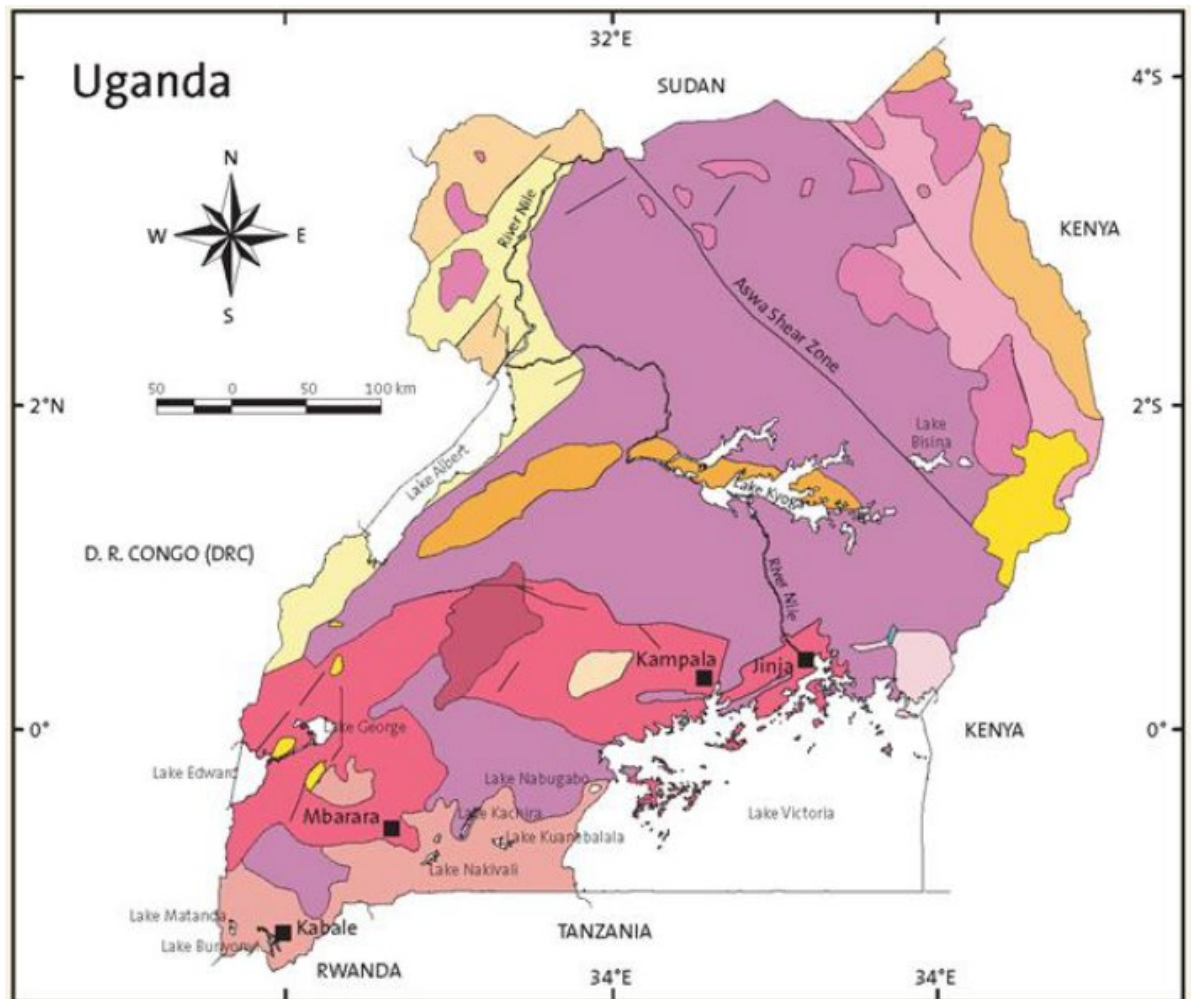 32°E
Uganda
SUDAN
4°S
N
W
E
S
KENYA
River Nile
Aswa Shear Zone
50 0 50 100 km
2°N
2°S
Lake
Bisina
Lake Albert
Lake Kyoga
D. R. CONGO (DRC)
River Nile
Kampala
Jinja
0°
Lake George
KENYA
0°
Lake Edward
Lake Nabugabo
Mbarara
Lake Kachira
Lake Victoria
Lake Kuanebalala
Lake Nakivali
Lake Matanda
Kabale
Lake Bunyony
TANZANIA
RWANDA
34°E
34°E